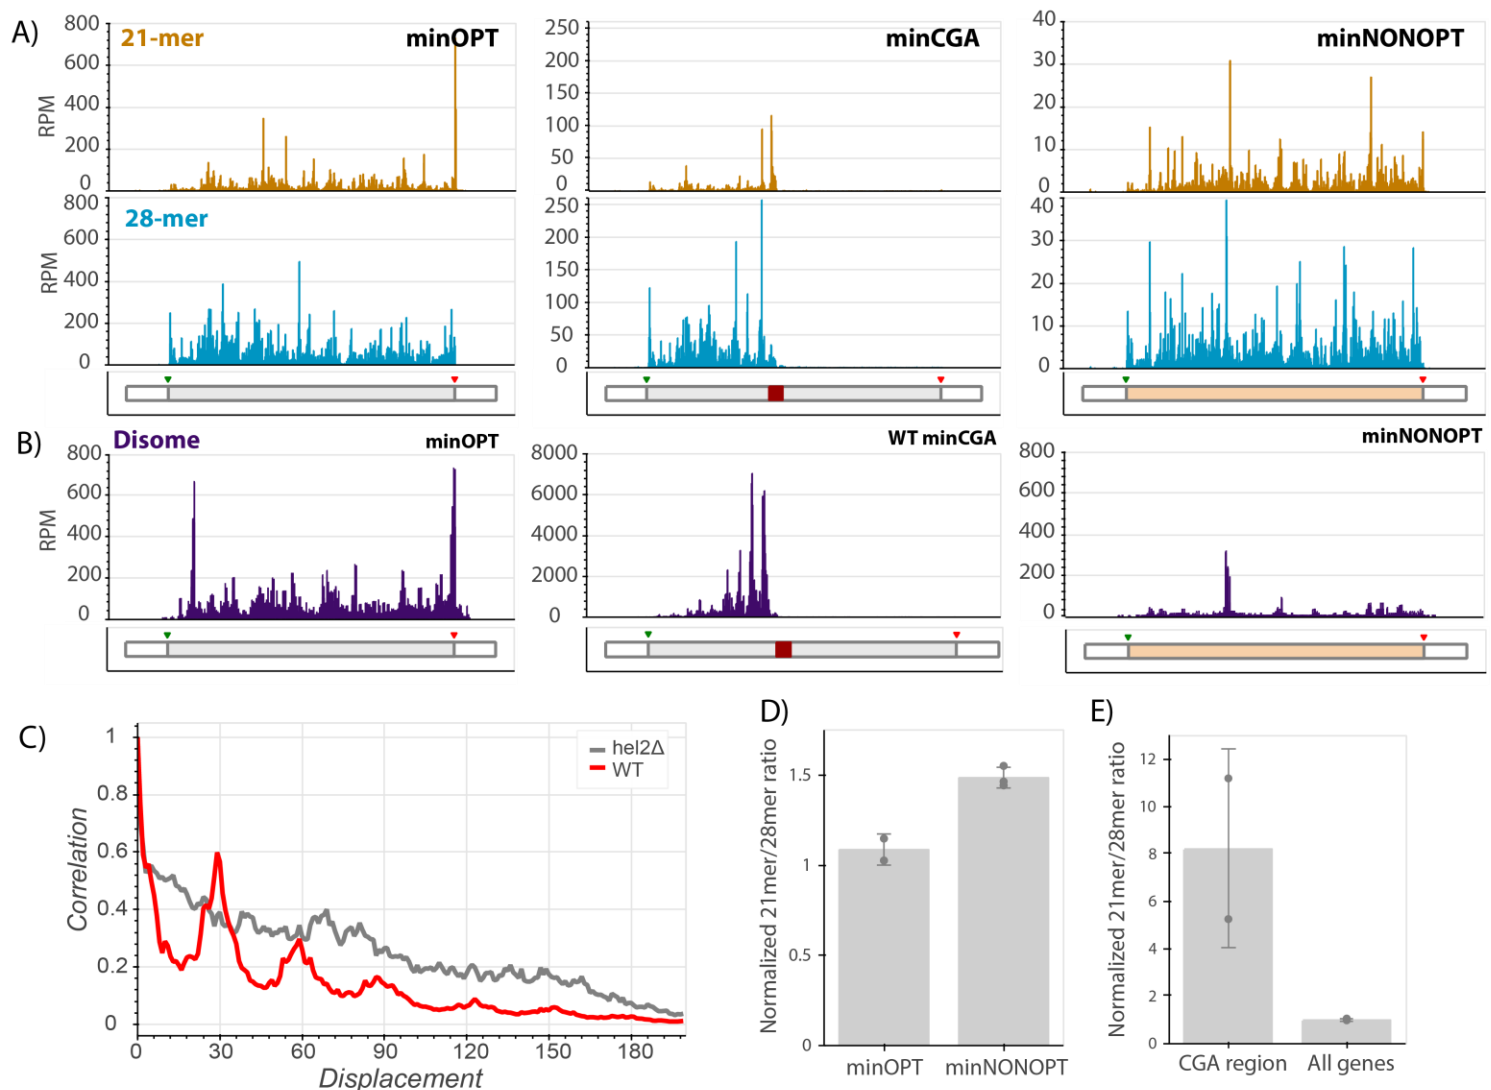 A)
21-mer
minOPT
minCGA
minNONOPT
RPM
800
600
400
200
0
250
200
150
100
50
0
40
30
20
10
0
28-mer
RPM
800
600
400
200
0
250
200
150
100
50
0
40
30
20
10
0
B)
Disome
minOPT
WT minCGA
minNONOPT
RPM
800
600
400
200
0
8000
6000
4000
2000
0
800
600
400
200
0
C)
Correlation
1
0.8
0.6
0.4
0.2
0
hel2Δ
WT
0 30 60 90 120 150 180
Displacement
D)
Normalized 21mer/28mer ratio
1.5
1
0.5
0
minOPT minNONOPT
E)
Normalized 21mer/28mer ratio
12
10
8
6
4
2
0
CGA region All genes